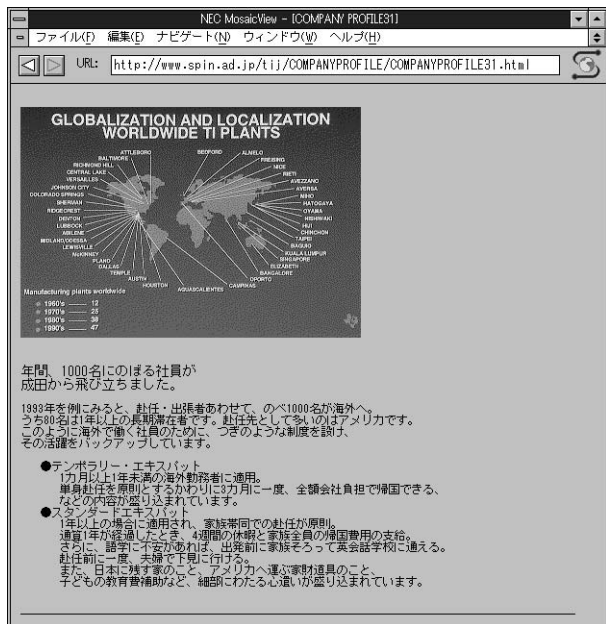 NEC MosaicView - [COMPANY PROFILE31]
ファイル(F) 編集(E) ナビゲート(N) ウィンドウ(W) ヘルプ(H)
URL: http://www.spin.ad.jp/tij/COMPANYPROFILE/COMPANYPROFILE31.html
GLOBALIZATION AND LOCALIZATION
WORLDWIDE TI PLANTS
ATTLEBORO
BALTIMORE
RICHMOND HILL
CENTRAL LAKE
VERSAILLES
JOHNSON CITY
COLORADO SPRINGS
SHERMAN
RIDGECREST
DENTON
LUBBOCK
ABILENE
MIDLAND/ODESSA
LEWISVILLE
McKINNEY
PLANO
DALLAS
TEMPLE
AUSTIN
HOUSTON
AGUASCALIENTES
CAMPINAS
BEDFORD
ALMELO
FREISING
NICE
RIETI
AVEZZANO
AVERSA
MIHO
HATOGAYA
OYAMA
HIJI
CHINCHON
TAIPEI
BAGUIO
KUALA LUMPUR
SINGAPORE
ELIZABETH
BANGALORE
OPORTO
Manufacturing plants worldwide
1960's 12
1970's 25
1980's 38
1990's 47
年間、1000名にのぼる社員が
成田から飛び立ちました。
1993年を例にみると、赴任・出張者あわせて、のべ1000名が海外へ。
うち80名は1年以上の長期滞在者です。赴任先として多いのはアメリカです。
このように海外で働く社員のために、つぎのような制度を設け、
その活躍をバックアップしています。
●テンポラリー・エキスパット
1カ月以上1年未満の海外勤務者に適用。
単身赴任を原則とするかわりに3カ月に一度、全額会社負担で帰国できる、
などの内容が盛り込まれています。
●スタンダードエキスパット
1年以上の場合に適用され、家族帯同での赴任が原則。
通算1年が経過したとき、4週間の休暇と家族全員の帰国費用の支給。
さらに、語学に不安があれば、出発前に家族そろって英会話学校に通える。
赴任前に一度、夫婦で下見に行ける。
また、日本に残す家のこと、アメリカへ運ぶ家財道具のこと、
子どもの教育費補助など、細部にわたる心遣いが盛り込まれています。